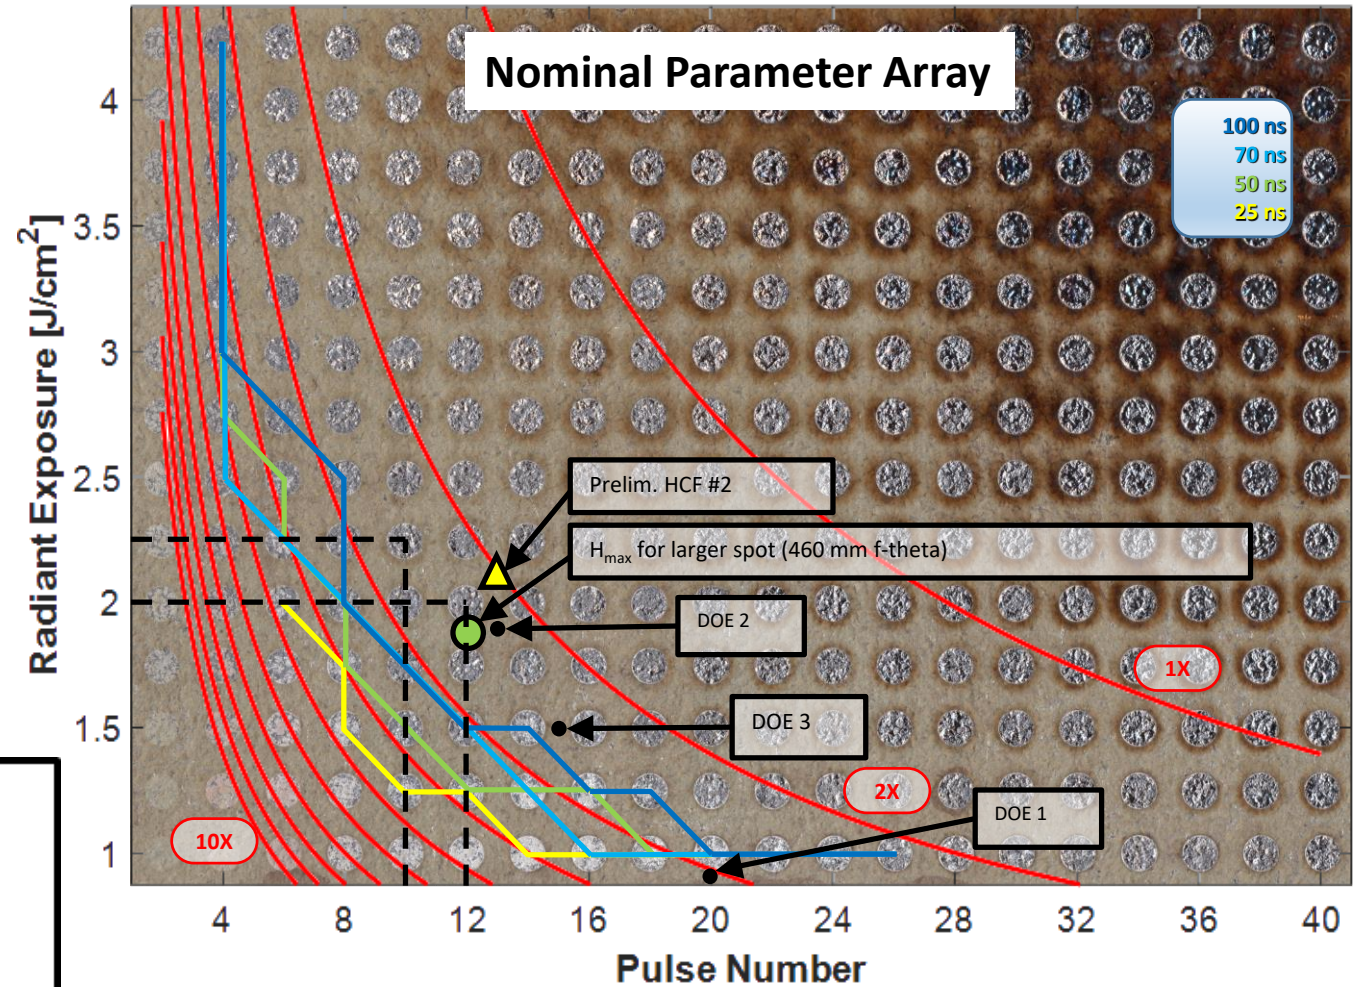 Nominal Parameter Array
100 ns
70 ns
50 ns
25 ns
Radiant Exposure [J/cm²]
4
3.5
3
2.5
2
1.5
1
Prelim. HCF #2
Hmax for larger spot (460 mm f-theta)
DOE 2
DOE 3
DOE 1
1X
2X
10X
4
8
12
16
20
24
28
32
36
40
Pulse Number